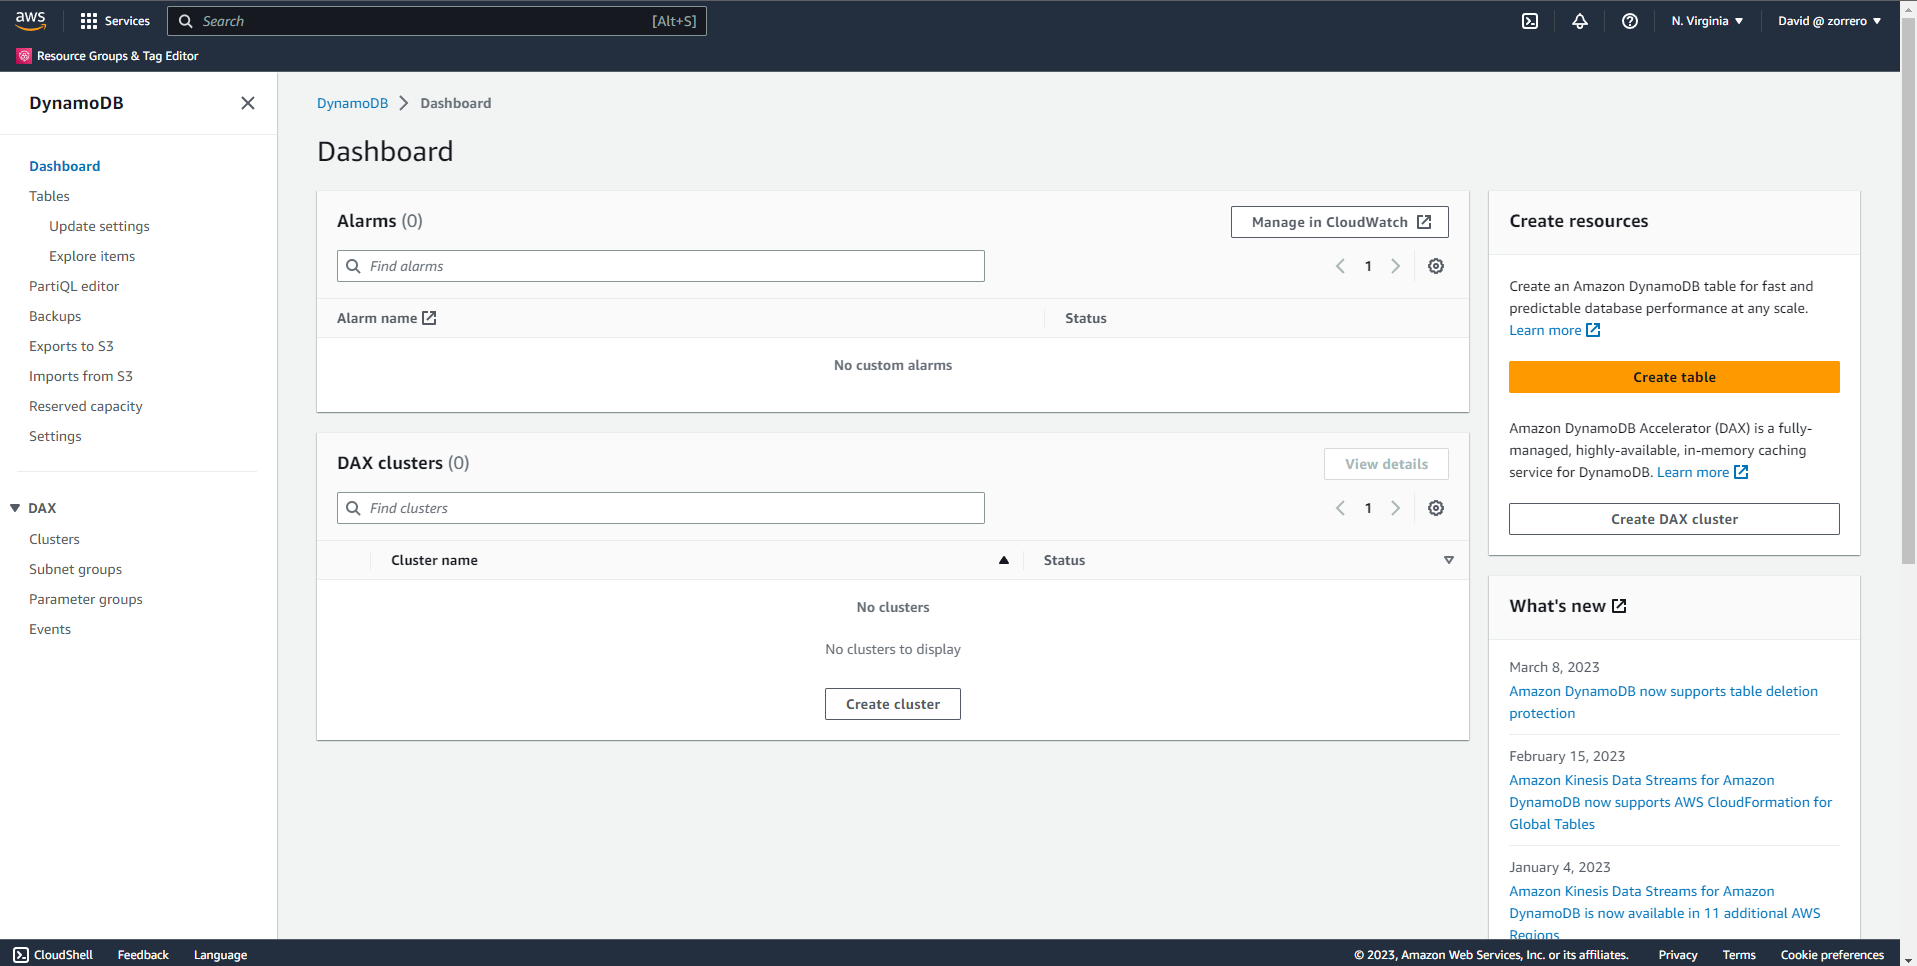 aws
Services
Search
[Alt+S]
N. Virginia
David @ zorrero
Resource Groups & Tag Editor
DynamoDB
Dashboard
Tables
Update settings
Explore items
PartiQL editor
Backups
Exports to S3
Imports from S3
Reserved capacity
Settings
DAX
Clusters
Subnet groups
Parameter groups
Events
DynamoDB
Dashboard
Dashboard
Alarms (0)
Manage in CloudWatch
Find alarms
1
Alarm name
Status
No custom alarms
DAX clusters (0)
View details
Find clusters
1
Cluster name
Status
No clusters
No clusters to display
Create cluster
Create resources
Create an Amazon DynamoDB table for fast and
predictable database performance at any scale.
Learn more
Create table
Amazon DynamoDB Accelerator (DAX) is a fully-
managed, highly-available, in-memory caching
service for DynamoDB. Learn more
Create DAX cluster
What's new
March 8, 2023
Amazon DynamoDB now supports table deletion
protection
February 15, 2023
Amazon Kinesis Data Streams for Amazon
DynamoDB now supports AWS CloudFormation for
Global Tables
January 4, 2023
Amazon Kinesis Data Streams for Amazon
DynamoDB is now available in 11 additional AWS
Regions
CloudShell
Feedback
Language
© 2023, Amazon Web Services, Inc. or its affiliates.
Privacy
Terms
Cookie preferences